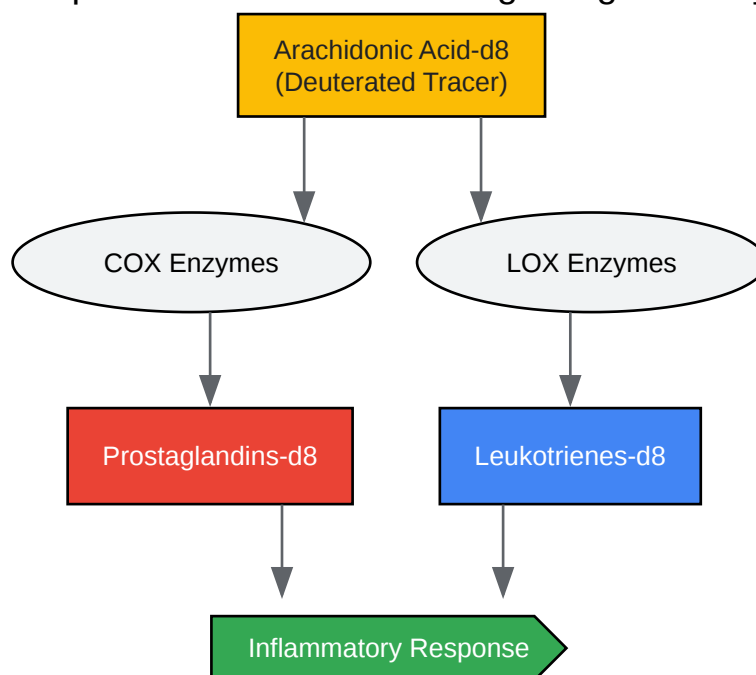 Arachidonic Acid-d8
(Deuterated Tracer)
COX Enzymes
LOX Enzymes
Prostaglandins-d8
Leukotrienes-d8
Inflammatory Response